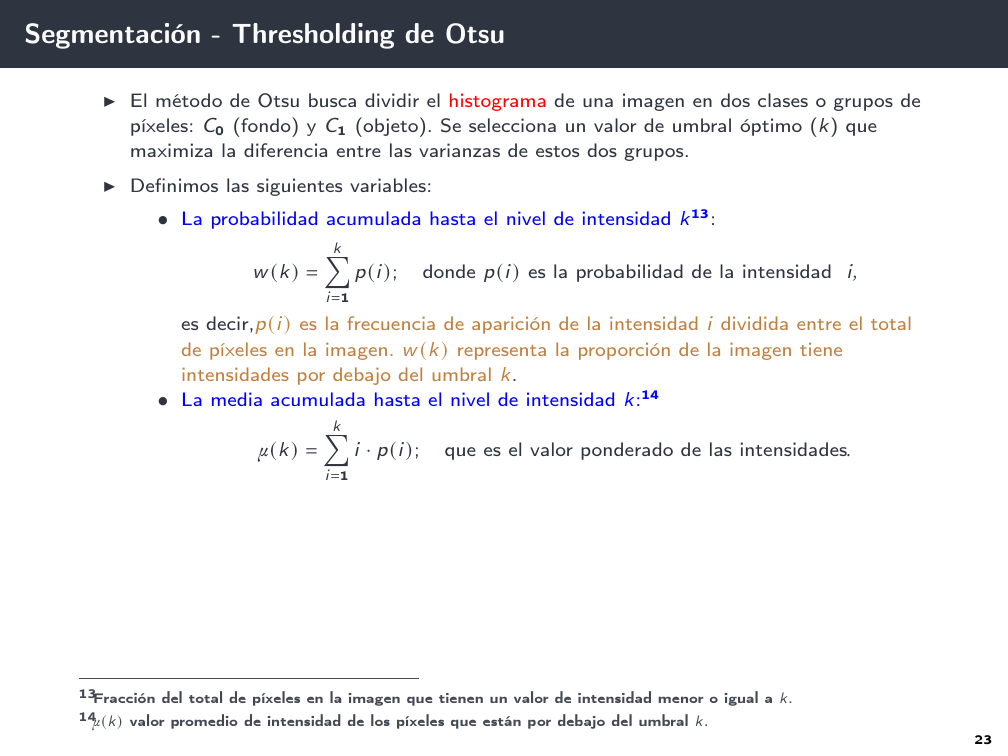 Segmentación - Thresholding de Otsu
▶ El método de Otsu busca dividir el histograma de una imagen en dos clases o grupos de
píxeles: C₀ (fondo) y C₁ (objeto). Se selecciona un valor de umbral óptimo (k) que
maximiza la diferencia entre las varianzas de estos dos grupos.
▶ Definimos las siguientes variables:
• La probabilidad acumulada hasta el nivel de intensidad k¹³:
w(k) = ∑_{i=1}^{k} p(i); donde p(i) es la probabilidad de la intensidad i,
es decir,p(i) es la frecuencia de aparición de la intensidad i dividida entre el total
de píxeles en la imagen. w(k) representa la proporción de la imagen tiene
intensidades por debajo del umbral k.
• La media acumulada hasta el nivel de intensidad k:¹⁴
μ(k) = ∑_{i=1}^{k} i · p(i); que es el valor ponderado de las intensidades.
¹³Fracción del total de píxeles en la imagen que tienen un valor de intensidad menor o igual a k.
¹⁴μ(k) valor promedio de intensidad de los píxeles que están por debajo del umbral k.
23